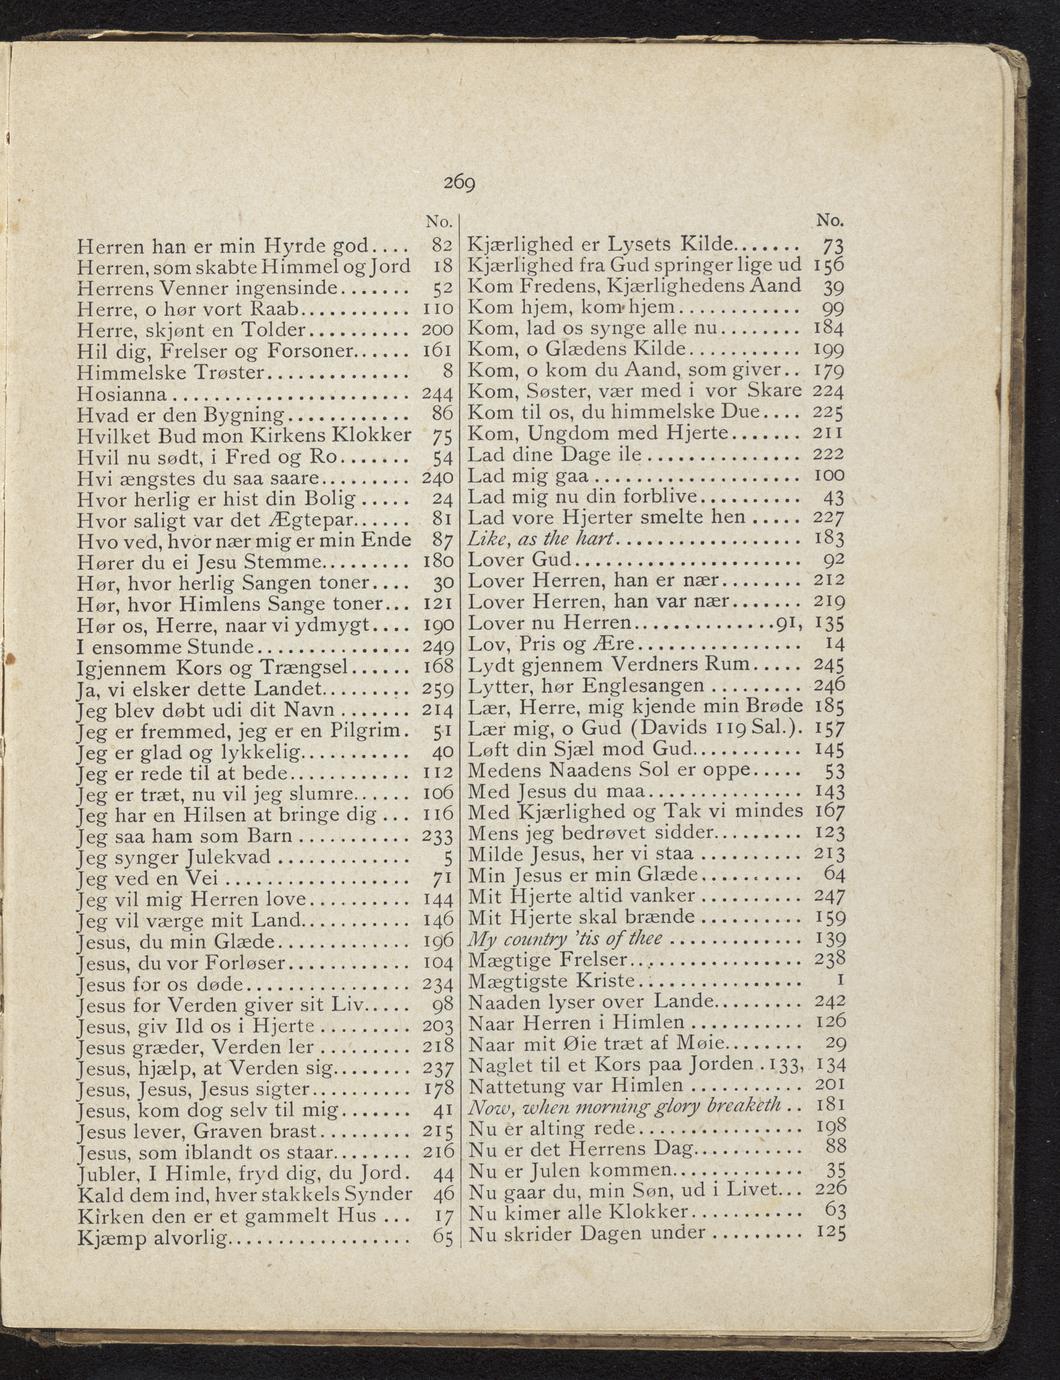 269
No.
Herren han er min Hyrde god.... 82
Herren, som skabte Himmel og Jord 18
Herrens Venner ingensinde....... 52
Herre, o hør vort Raab........... 110
Herre, skjønt en Tolder.......... 200
Hil dig, Frelser og Forsoner...... 161
Himmelske Trøster.............. 8
Hosianna....................... 244
Hvad er den Bygning............ 86
Hvilket Bud mon Kirkens Klokker 75
Hvil nu sødt, i Fred og Ro....... 54
Hvi ængstes du saa saare......... 240
Hvor herlig er hist din Bolig..... 24
Hvor saligt var det Ægtepar...... 81
Hvo ved, hvor nær mig er min Ende 87
Hører du ei Jesu Stemme......... 180
Hør, hvor herlig Sangen toner.... 30
Hør, hvor Himlens Sange toner... 121
Hør os, Herre, naar vi ydmygt.... 190
I ensomme Stunde............... 249
Igjennem Kors og Trængsel...... 168
Ja, vi elsker dette Landet......... 259
Jeg blev døbt udi dit Navn ....... 214
Jeg er fremmed, jeg er en Pilgrim. 51
Jeg er glad og lykkelig........... 40
Jeg er rede til at bede............ 112
Jeg er træt, nu vil jeg slumre...... 106
Jeg har en Hilsen at bringe dig ... 116
Jeg saa ham som Barn ........... 233
Jeg synger Julekvad ............. 5
Jeg ved en Vei .................. 71
Jeg vil mig Herren love.......... 144
Jeg vil værge mit Land........... 146
Jesus, du min Glæde............. 196
Jesus, du vor Forløser............ 104
Jesus for os døde................ 234
Jesus for Verden giver sit Liv..... 98
Jesus, giv Ild os i Hjerte ......... 203
Jesus græder, Verden ler ......... 218
Jesus, hjælp, at Verden sig........ 237
Jesus, Jesus, Jesus sigter.......... 178
Jesus, kom dog selv til mig....... 41
Jesus lever, Graven brast......... 215
Jesus, som iblandt os staar........ 216
Jubler, I Himle, fryd dig, du Jord. 44
Kald dem ind, hver stakkels Synder 46
Kirken den er et gammelt Hus ... 17
Kjæmp alvorlig.................. 65
No.
Kjærlighed er Lysets Kilde....... 73
Kjærlighed fra Gud springer lige ud 156
Kom Fredens, Kjærlighedens Aand 39
Kom hjem, kom hjem............ 99
Kom, lad os synge alle nu........ 184
Kom, o Glædens Kilde........... 199
Kom, o kom du Aand, som giver.. 179
Kom, Søster, vær med i vor Skare 224
Kom til os, du himmelske Due.... 225
Kom, Ungdom med Hjerte....... 211
Lad dine Dage ile ............... 222
Lad mig gaa .................... 100
Lad mig nu din forblive.......... 43
Lad vore Hjerter smelte hen ..... 227
Like, as the hart................. 183
Lover Gud...................... 92
Lover Herren, han er nær........ 212
Lover Herren, han var nær....... 219
Lover nu Herren..............91, 135
Lov, Pris og Ære................ 14
Lydt gjennem Verdners Rum..... 245
Lytter, hør Englesangen ......... 246
Lær, Herre, mig kjende min Brøde 185
Lær mig, o Gud (Davids 119 Sal.). 157
Løft din Sjæl mod Gud........... 145
Medens Naadens Sol er oppe..... 53
Med Jesus du maa............... 143
Med Kjærlighed og Tak vi mindes 167
Mens jeg bedrøvet sidder......... 123
Milde Jesus, her vi staa .......... 213
Min Jesus er min Glæde.......... 64
Mit Hjerte altid vanker .......... 247
Mit Hjerte skal brænde .......... 159
My country 'tis of thee ............ 139
Mægtige Frelser................. 238
Mægtigste Kriste................ 1
Naaden lyser over Lande......... 242
Naar Herren i Himlen ........... 126
Naar mit Øie træt af Møie........ 29
Naglet til et Kors paa Jorden .133, 134
Nattetung var Himlen ........... 201
Now, when morning glory breaketh .. 181
Nu er alting rede................ 198
Nu er det Herrens Dag........... 88
Nu er Julen kommen............. 35
Nu gaar du, min Søn, ud i Livet... 226
Nu kimer alle Klokker........... 63
Nu skrider Dagen under ......... 125